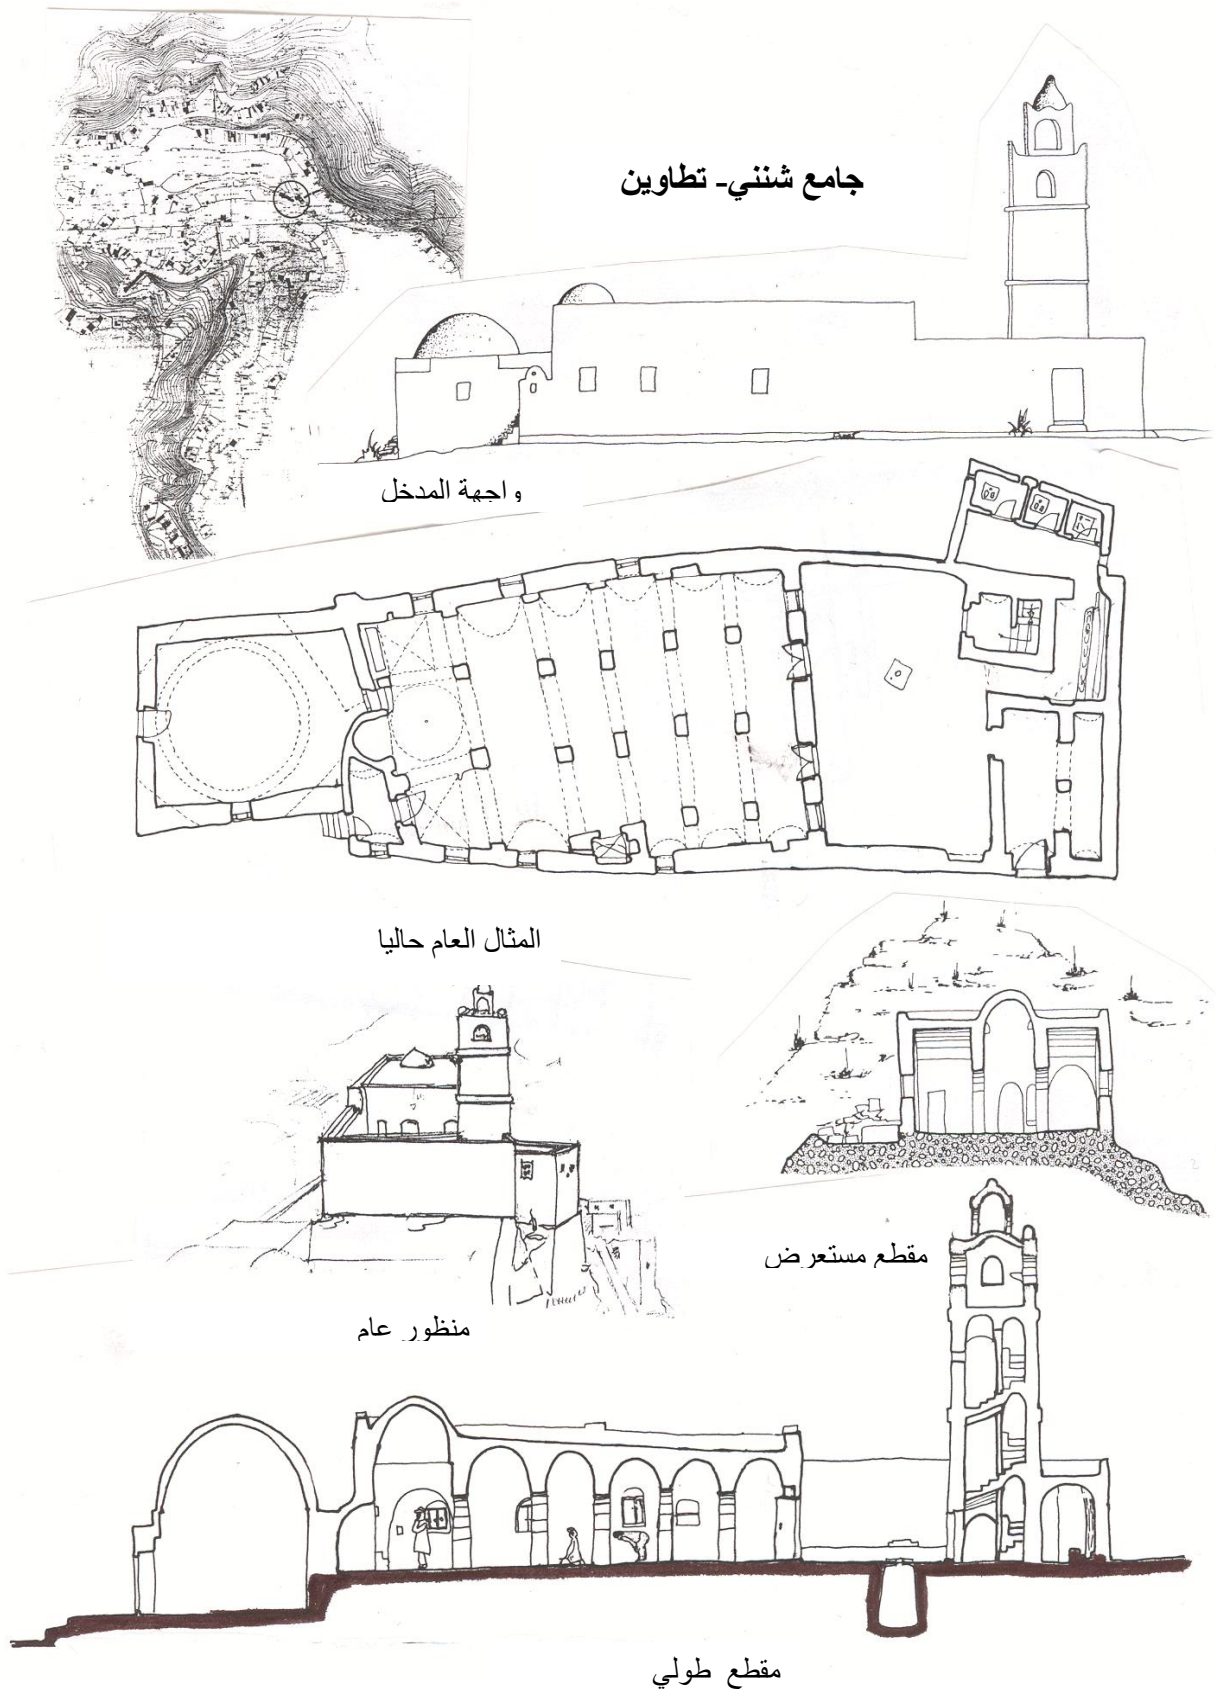 جامع شنني- تطاوين
واجهة المدخل
المثال العام حاليا
مقطع مستعرض
منظور عام
مقطع طولي